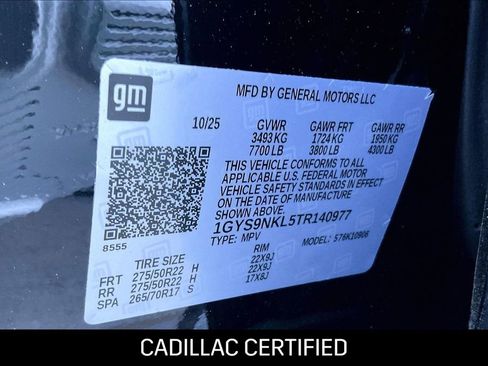 gm
MFD BY GENERAL MOTORS LLC
10/25 GVWR GAWR FRT GAWR RR
3493 KG 1724 KG 1950 KG
7700 LB 3800 LB 4300 LB
THIS VEHICLE CONFORMS TO ALL
APPLICABLE U.S. FEDERAL MOTOR
VEHICLE SAFETY STANDARDS IN EFFECT
ON THE DATE OF MANUFACTURE
SHOWN ABOVE.
1GYS9NKL5TR140977
TYPE: MPV MODEL: 576K10906
8555
TIRE SIZE RIM
FRT 275/50R22 H 22X9J
RR 275/50R22 H 22X9J
SPA 265/70R17 S 17X8J
CADILLAC CERTIFIED